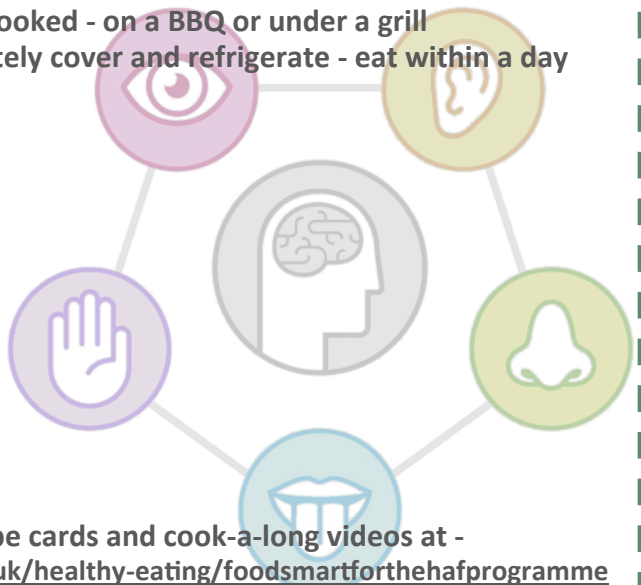 ooked - on a BBQ or under a grill
tely cover and refrigerate - eat within a day
pe cards and cook-a-long videos at -
uk/healthy-eating/foodsmartforthehafprogramme